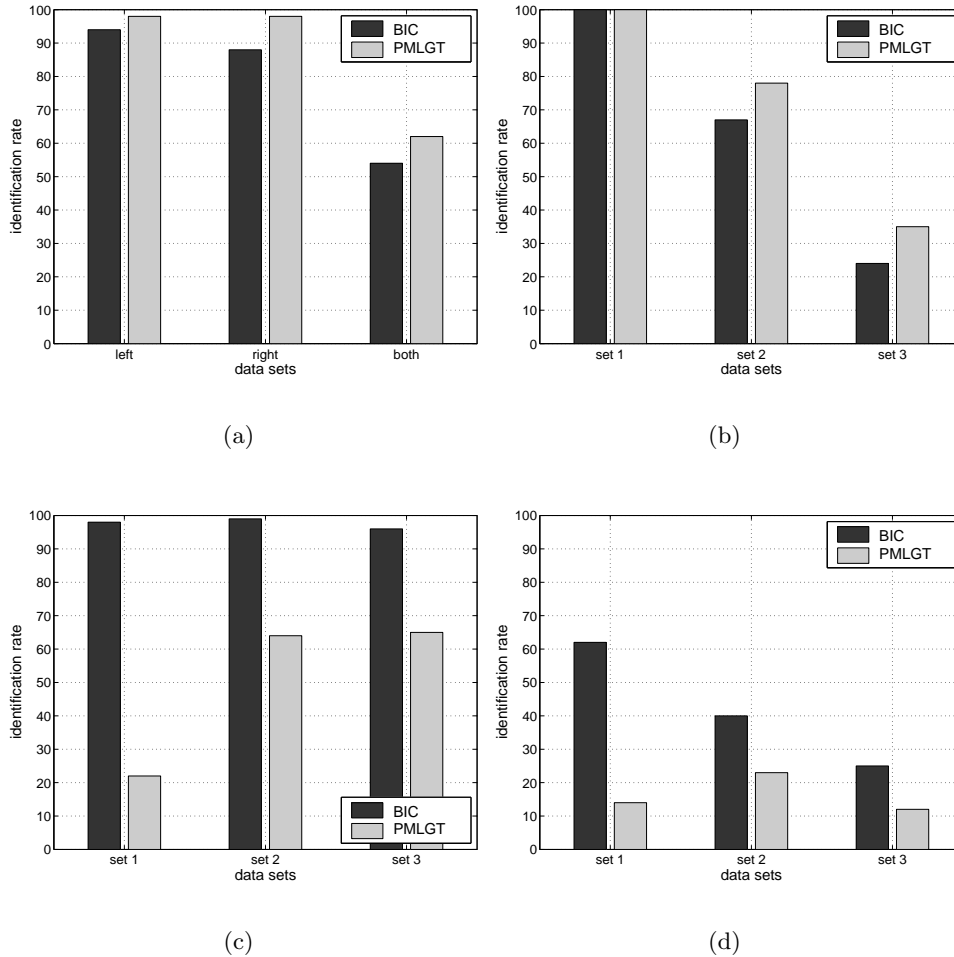 100
90
80
70
60
50
40
30
20
10
0
identification rate
BIC
PMLGT
left right both
data sets
(a)
100
90
80
70
60
50
40
30
20
10
0
identification rate
BIC
PMLGT
set 1 set 2 set 3
data sets
(b)
100
90
80
70
60
50
40
30
20
10
0
identification rate
BIC
PMLGT
set 1 set 2 set 3
data sets
(c)
100
90
80
70
60
50
40
30
20
10
0
identification rate
BIC
PMLGT
set 1 set 2 set 3
data sets
(d)